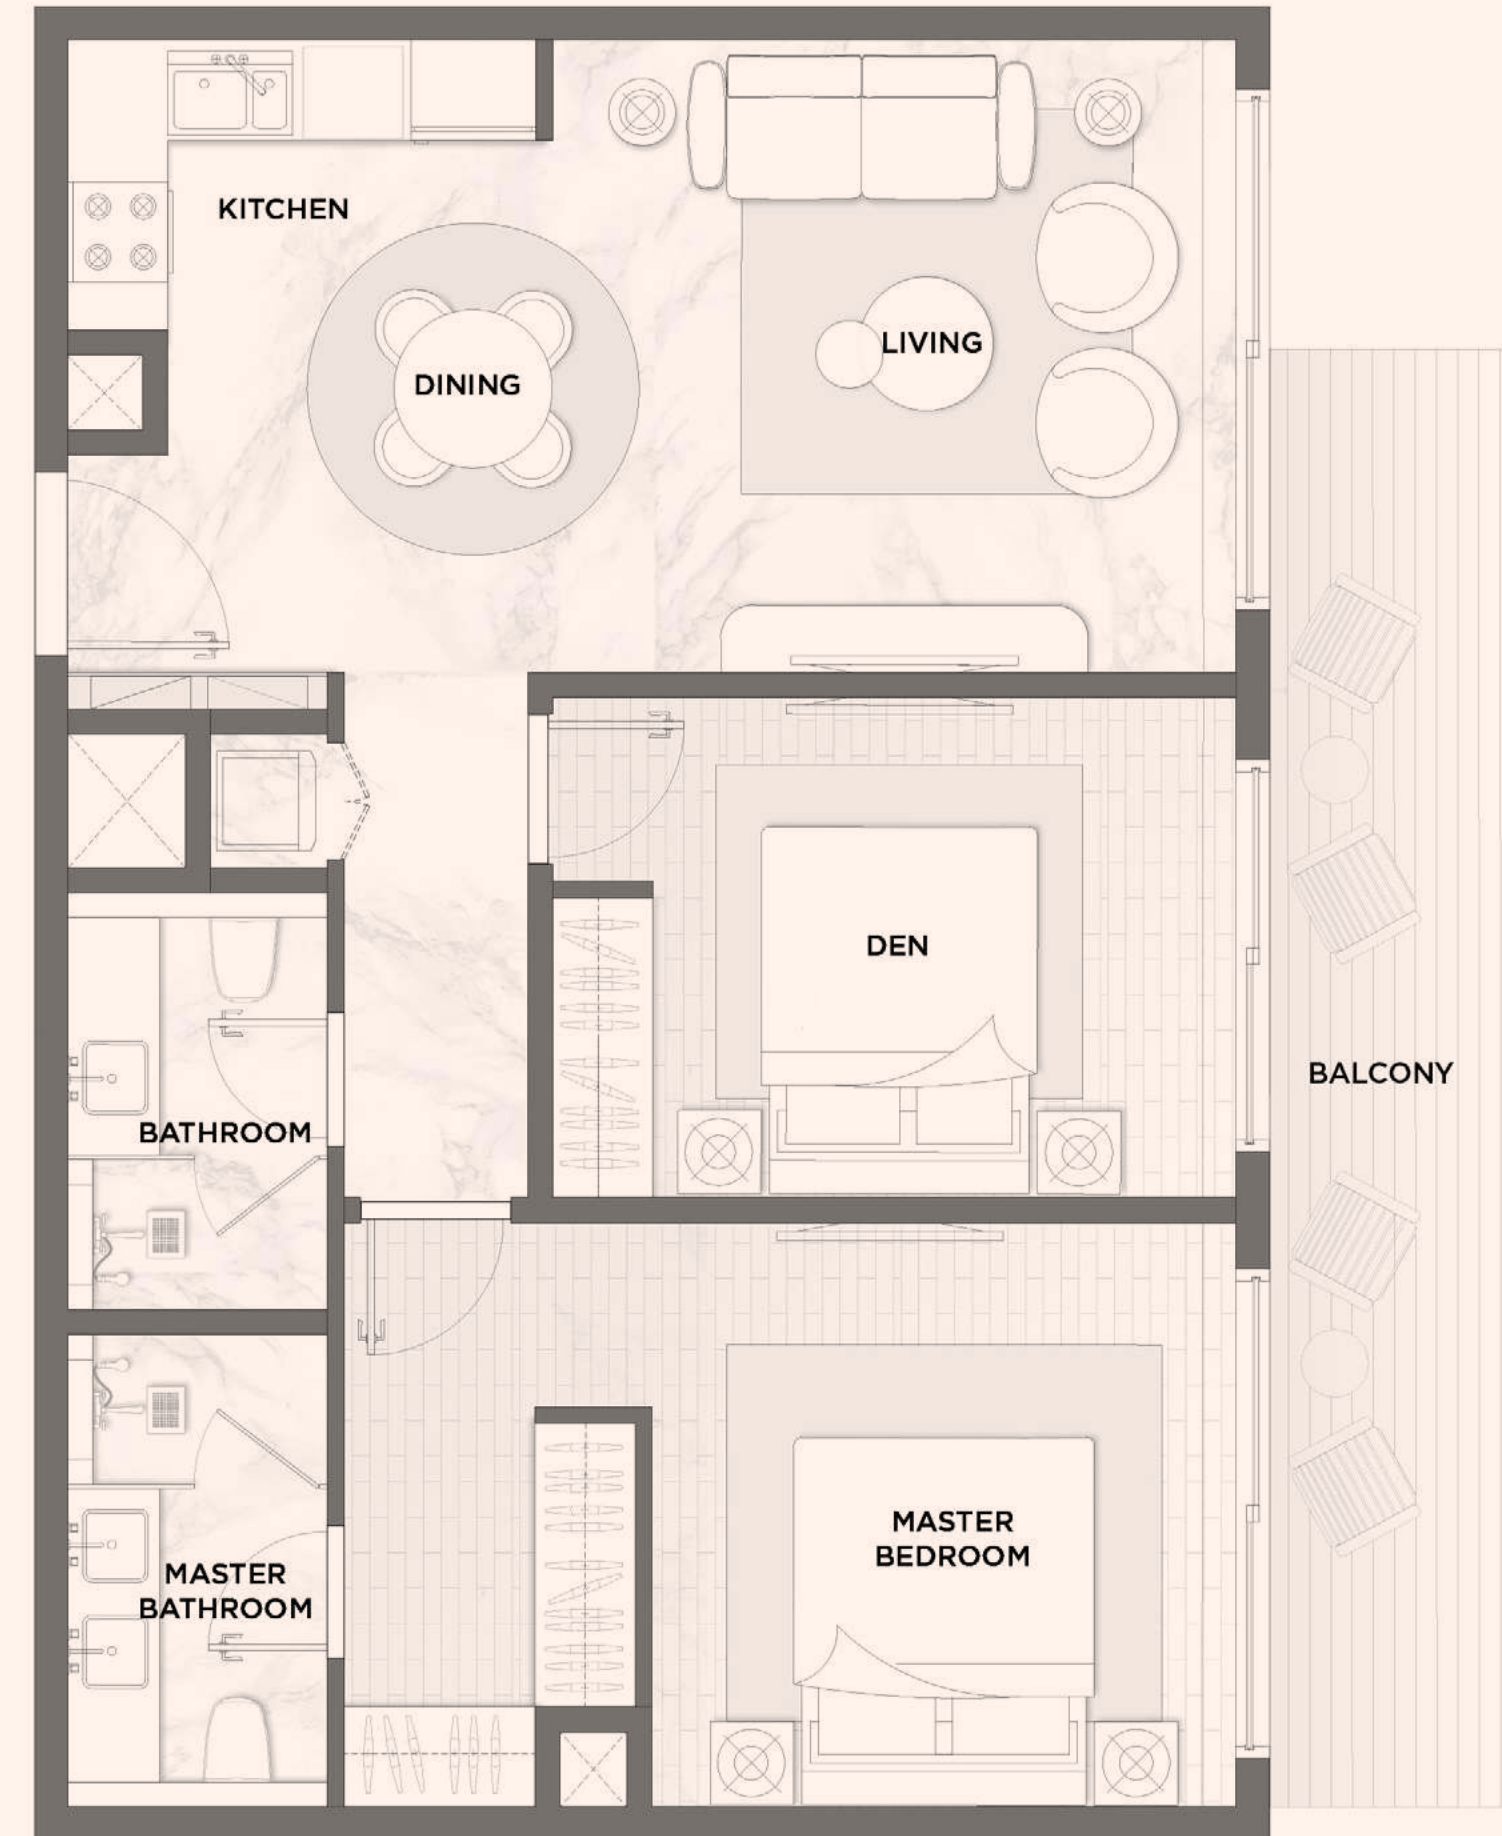 KITCHEN
LIVING
DINING
DEN
BALCONY
BATHROOM
MASTER
BEDROOM
MASTER
BATHROOM